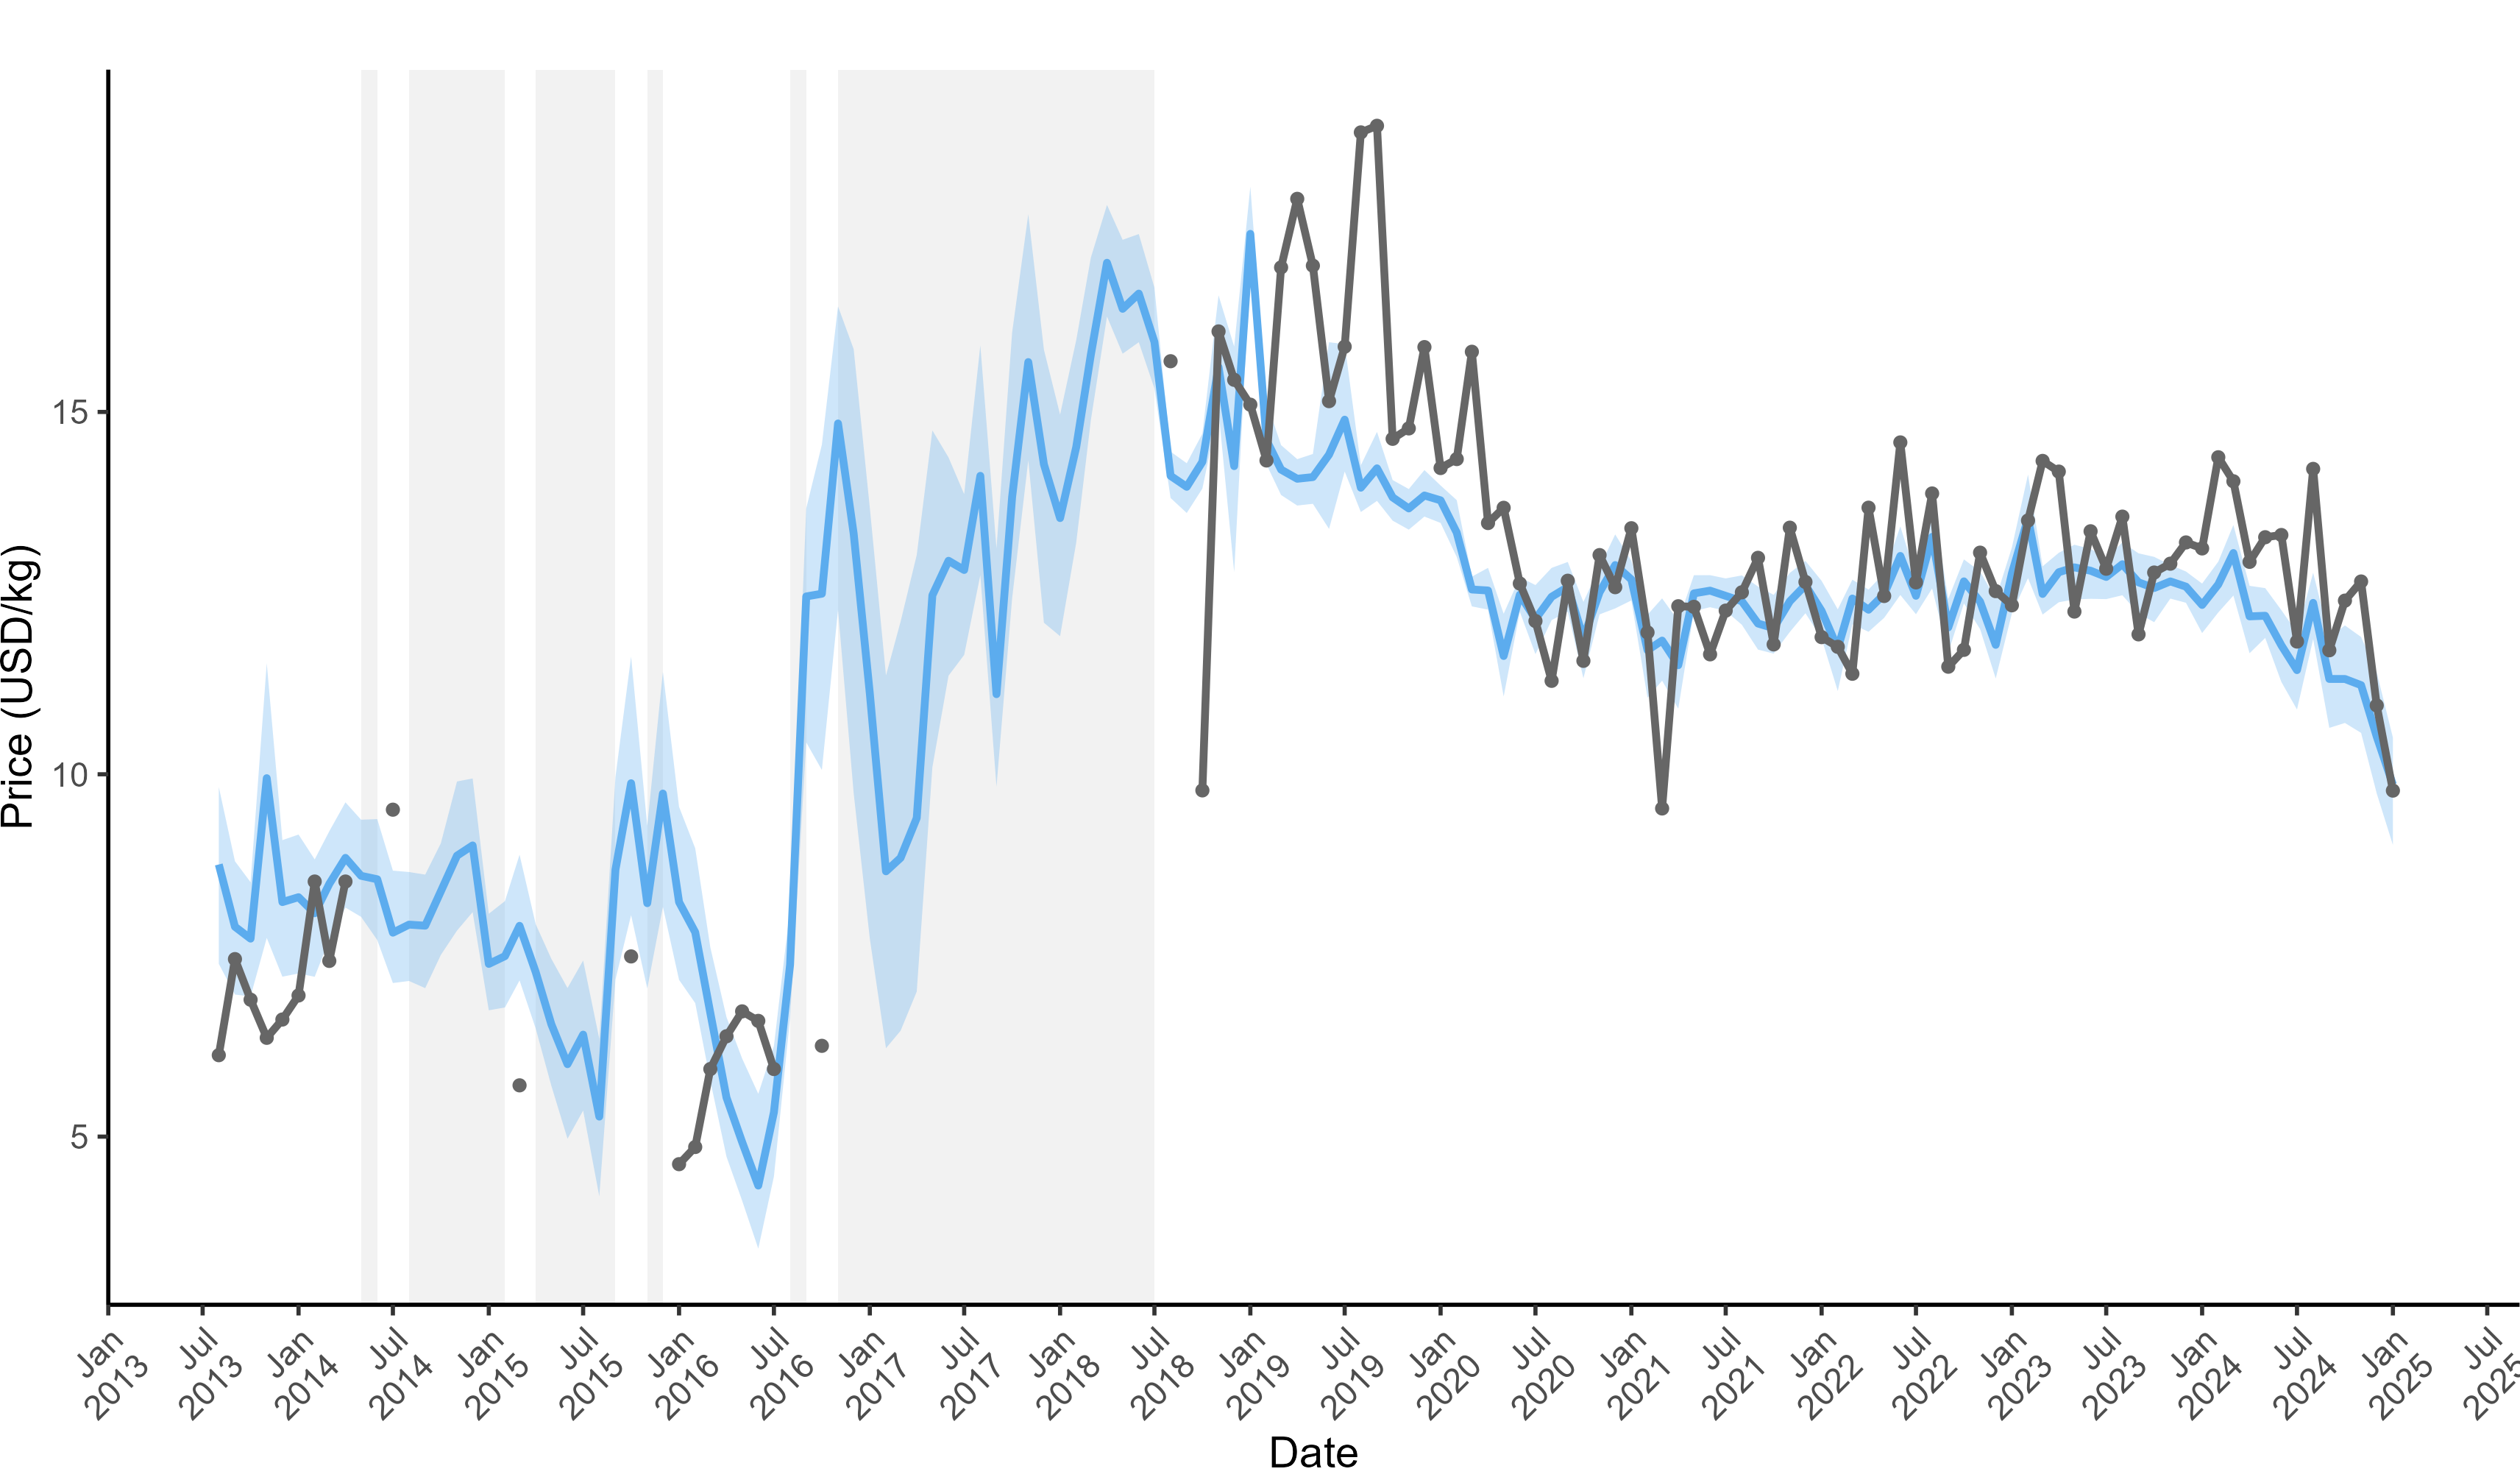 Price (USD/kg)
15
10
5
Jan 2013
Jul 2013
Jan 2014
Jul 2014
Jan 2015
Jul 2015
Jan 2016
Jul 2016
Jan 2017
Jul 2017
Jan 2018
Jul 2018
Jan 2019
Jul 2019
Jan 2020
Jul 2020
Jan 2021
Jul 2021
Jan 2022
Jul 2022
Jan 2023
Jul 2023
Jan 2024
Jul 2024
Jan 2025
Jul 2025
Date